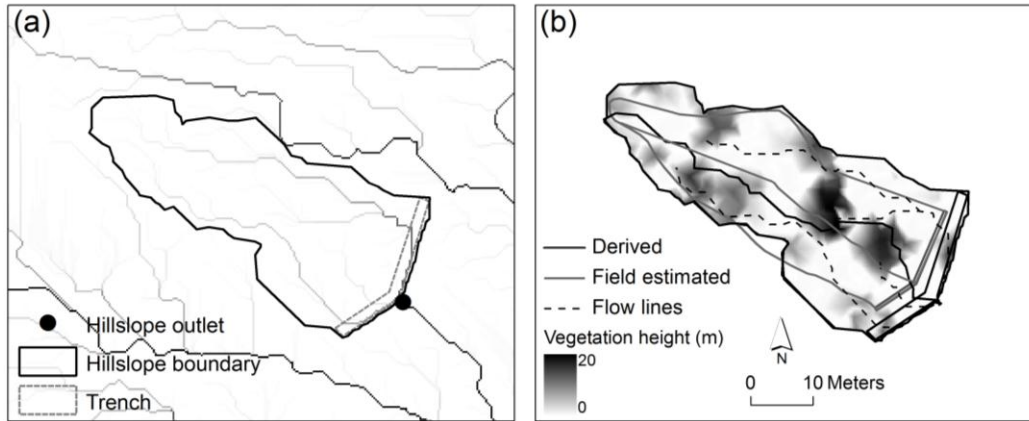 (a)
Hillslope outlet
Hillslope boundary
Trench
(b)
Derived
Field estimated
Flow lines
Vegetation height (m)
20
0
N
0 10 Meters